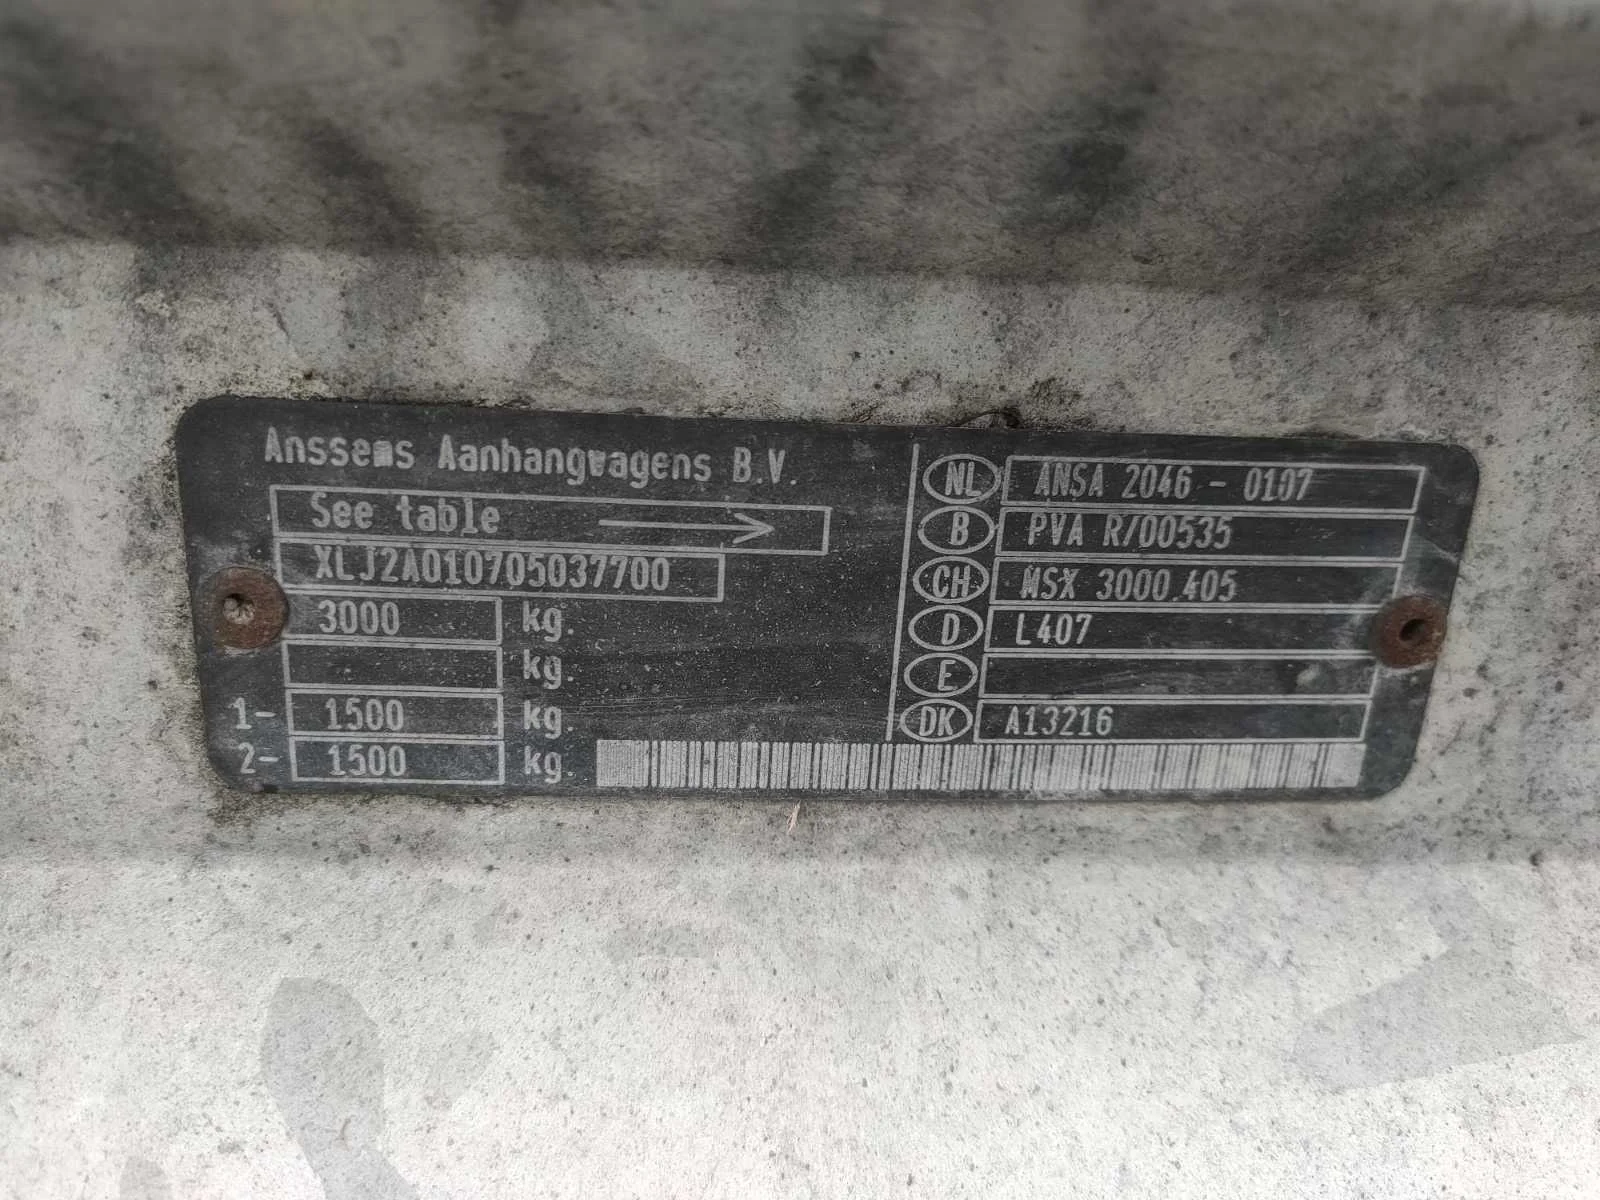 Anssems Aanhangwagens B.V.
See table
XLJ2A010705037700
3000 kg.
kg.
1- 1500 kg.
2- 1500 kg.
NL ANSA 2046 - 0107
B PVA R/00535
CH MSX 3000.405
D L407
E
DK A13216